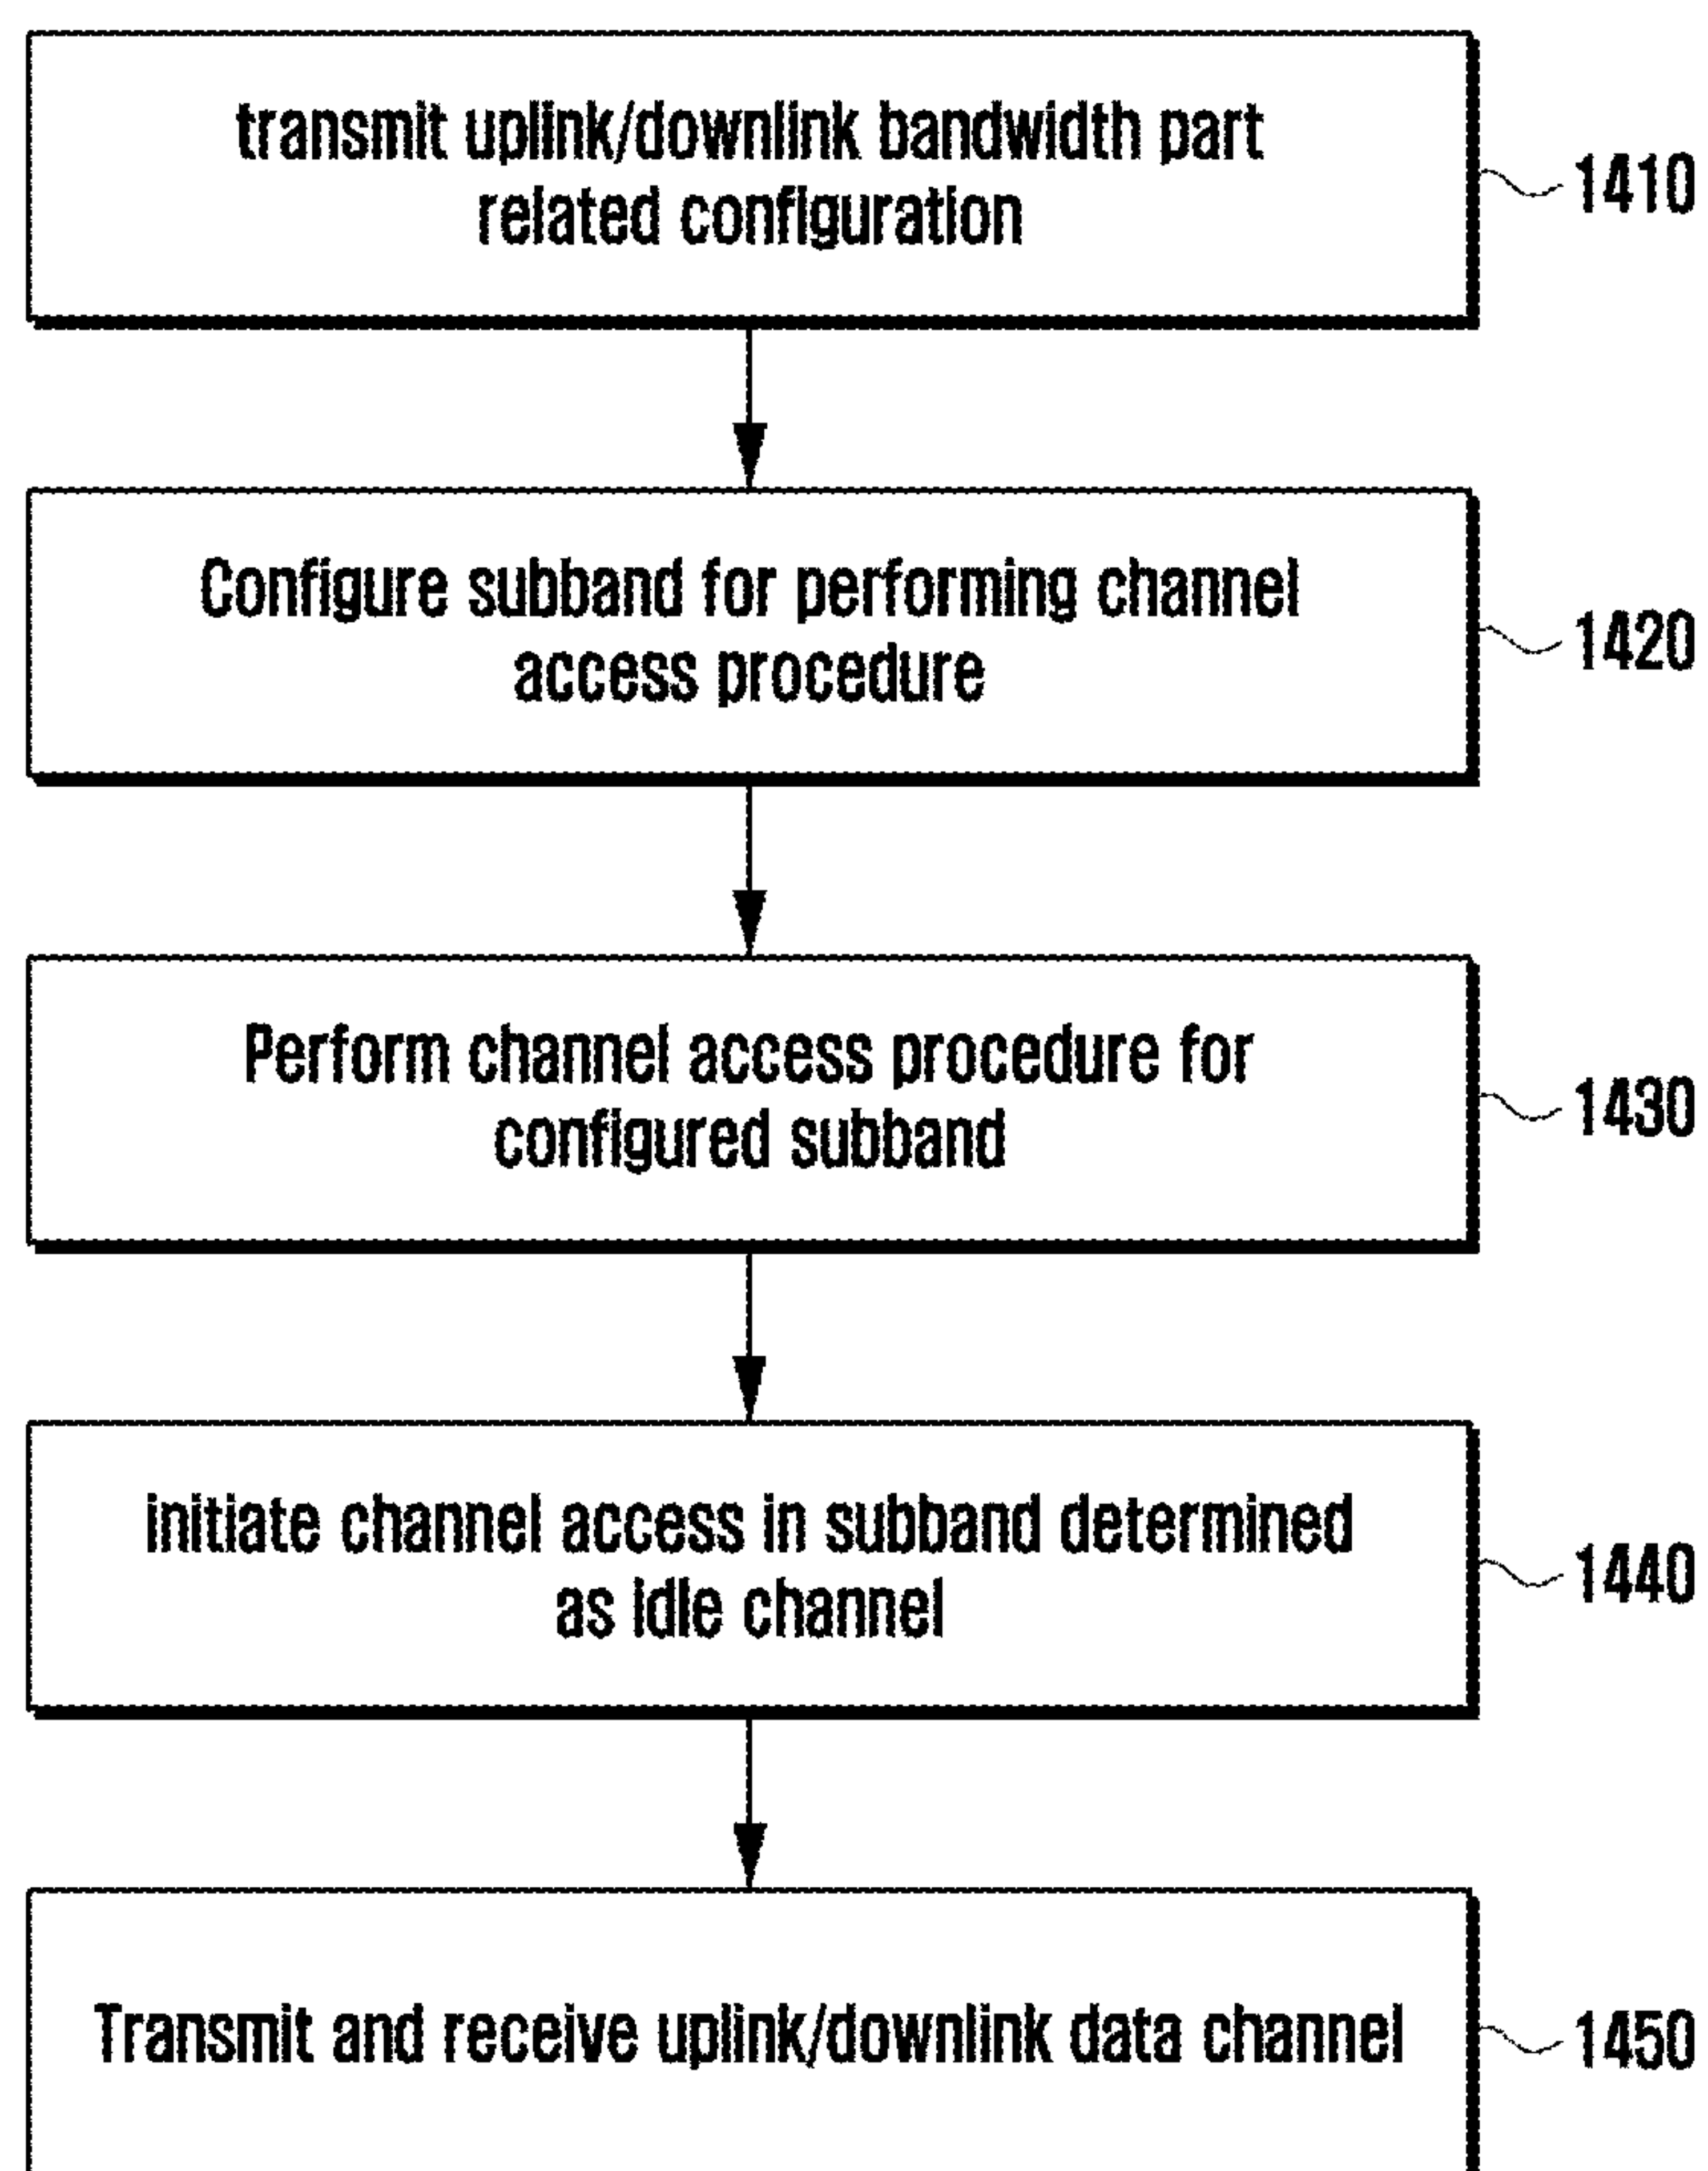 transmit uplink/downlink bandwidth part
related configuration
1410
Configure subband for performing channel
access procedure
1420
Perform channel access procedure for
configured subband
1430
initiate channel access in subband determined
as idle channel
1440
Transmit and receive uplink/downlink data channel
1450